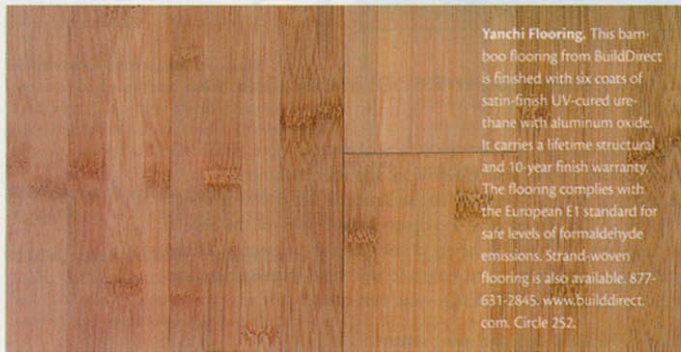 Yanchi Flooring. This bam-
boo flooring from BuildDirect
is finished with six coats of
satin-finish UV-cured ure-
thane with aluminum oxide.
It carries a lifetime structural
and 10-year finish warranty.
The flooring complies with
the European E1 standard for
safe levels of formaldehyde
emissions. Strand-woven
flooring is also available. 877-
631-2845. www.builddirect.
com. Circle 252.